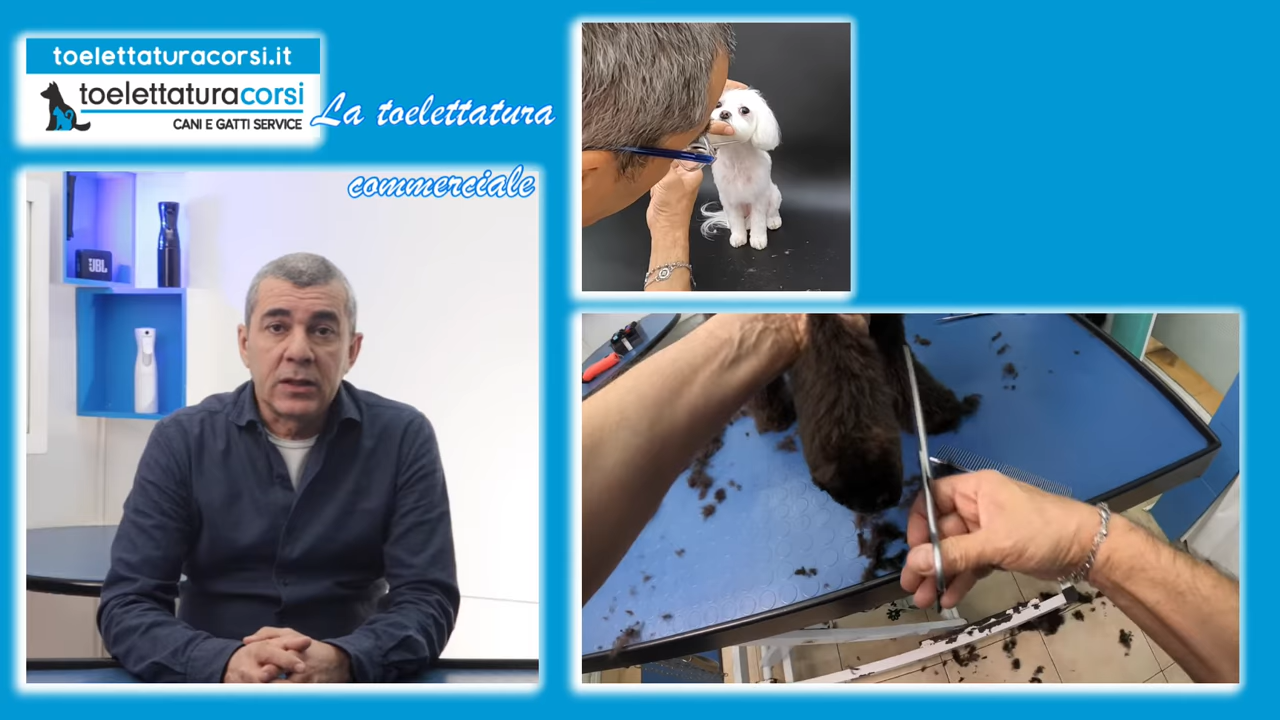 toelettaturacorsi.it
toelettaturacorsi
CANI E GATTI SERVICE
La toelettatura
commerciale
JBL